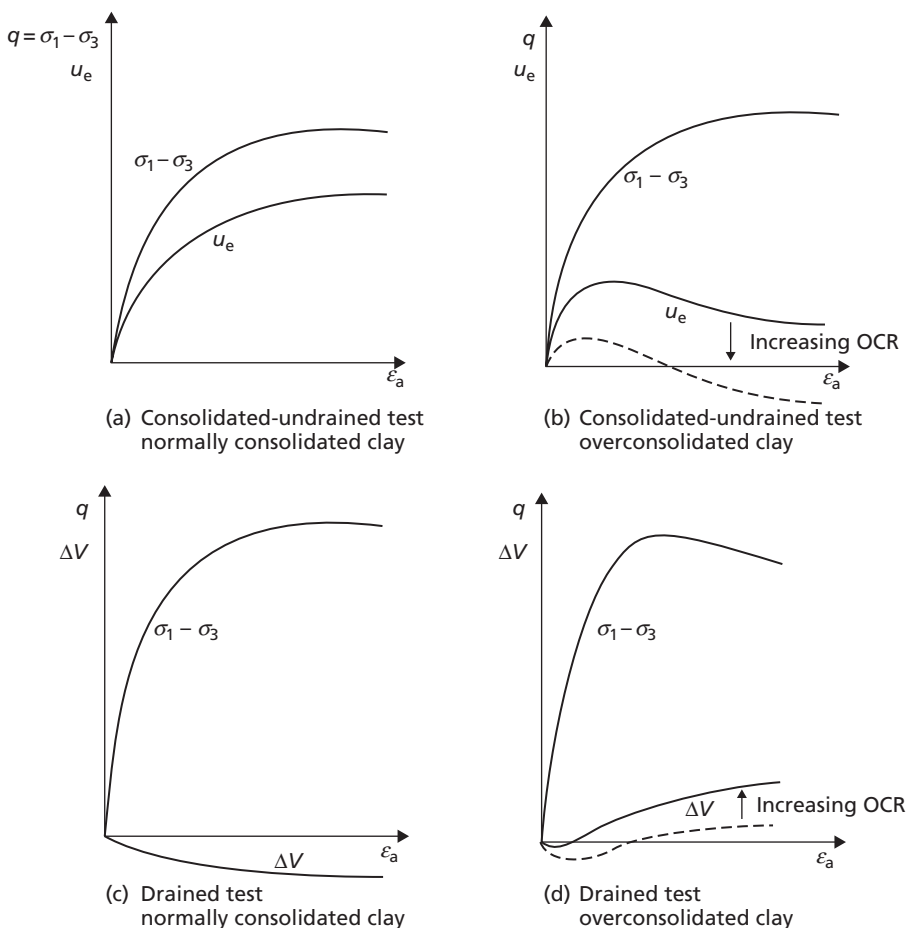 q = σ1 – σ3
ue
σ1 – σ3
ue
εa
(a) Consolidated-undrained test
normally consolidated clay
q
ue
σ1 – σ3
ue
Increasing OCR
εa
(b) Consolidated-undrained test
overconsolidated clay
q
ΔV
σ1 – σ3
εa
ΔV
(c) Drained test
normally consolidated clay
q
ΔV
σ1 – σ3
ΔV
Increasing OCR
εa
(d) Drained test
overconsolidated clay